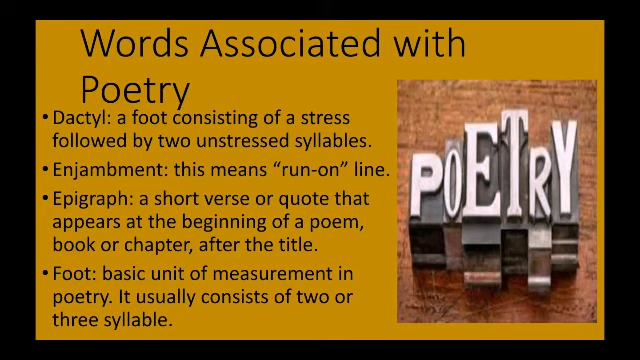 Words Associated with
Poetry
• Dactyl: a foot consisting of a stress
followed by two unstressed syllables.
• Enjambment: this means “run-on” line.
• Epigraph: a short verse or quote that
appears at the beginning of a poem,
book or chapter, after the title.
• Foot: basic unit of measurement in
poetry. It usually consists of two or
three syllable.
POETRY